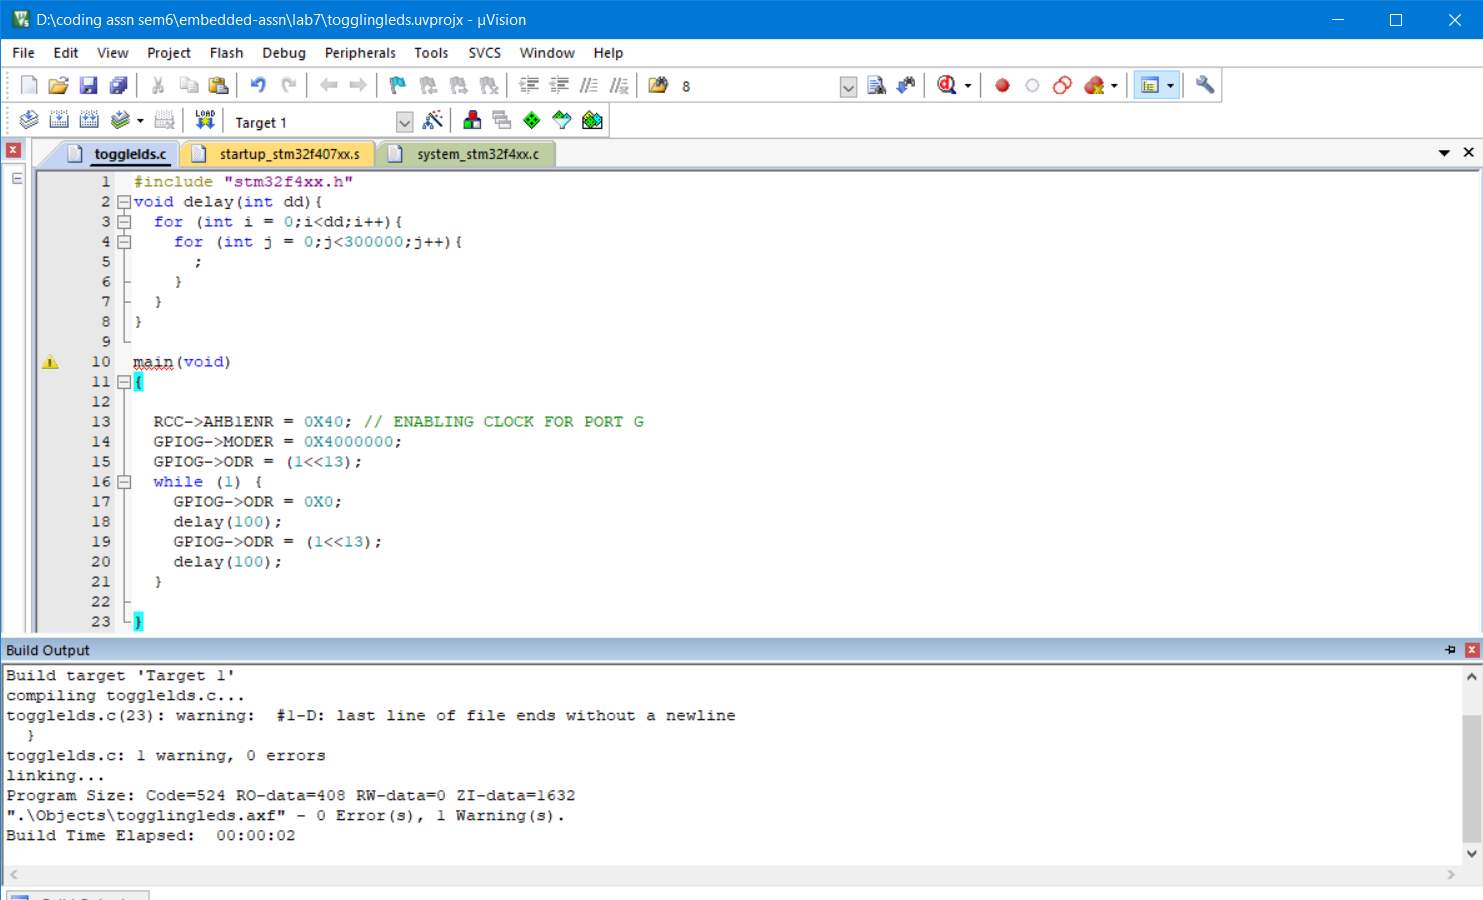 D:\coding assn sem6\embedded-assn\lab7\togglingleds.uvprojx - µVision
File Edit View Project Flash Debug Peripherals Tools SVCS Window Help
8
LOAD
Target 1
togglelds.c startup_stm32f407xx.s system_stm32f4xx.c
1 #include "stm32f4xx.h"
2 void delay(int dd){
3 for (int i = 0;i<dd;i++){
4 for (int j = 0;j<300000;j++){
5 ;
6 }
7 }
8 }
9
10 main(void)
11 {
12
13 RCC->AHB1ENR = 0X40; // ENABLING CLOCK FOR PORT G
14 GPIOG->MODER = 0X4000000;
15 GPIOG->ODR = (1<<13);
16 while (1) {
17 GPIOG->ODR = 0X0;
18 delay(100);
19 GPIOG->ODR = (1<<13);
20 delay(100);
21 }
22
23 }
Build Output
Build target 'Target 1'
compiling togglelds.c...
togglelds.c(23): warning:  #1-D: last line of file ends without a newline
}
togglelds.c: 1 warning, 0 errors
linking...
Program Size: Code=524 RO-data=408 RW-data=0 ZI-data=1632
".\Objects\togglingleds.axf" - 0 Error(s), 1 Warning(s).
Build Time Elapsed:  00:00:02